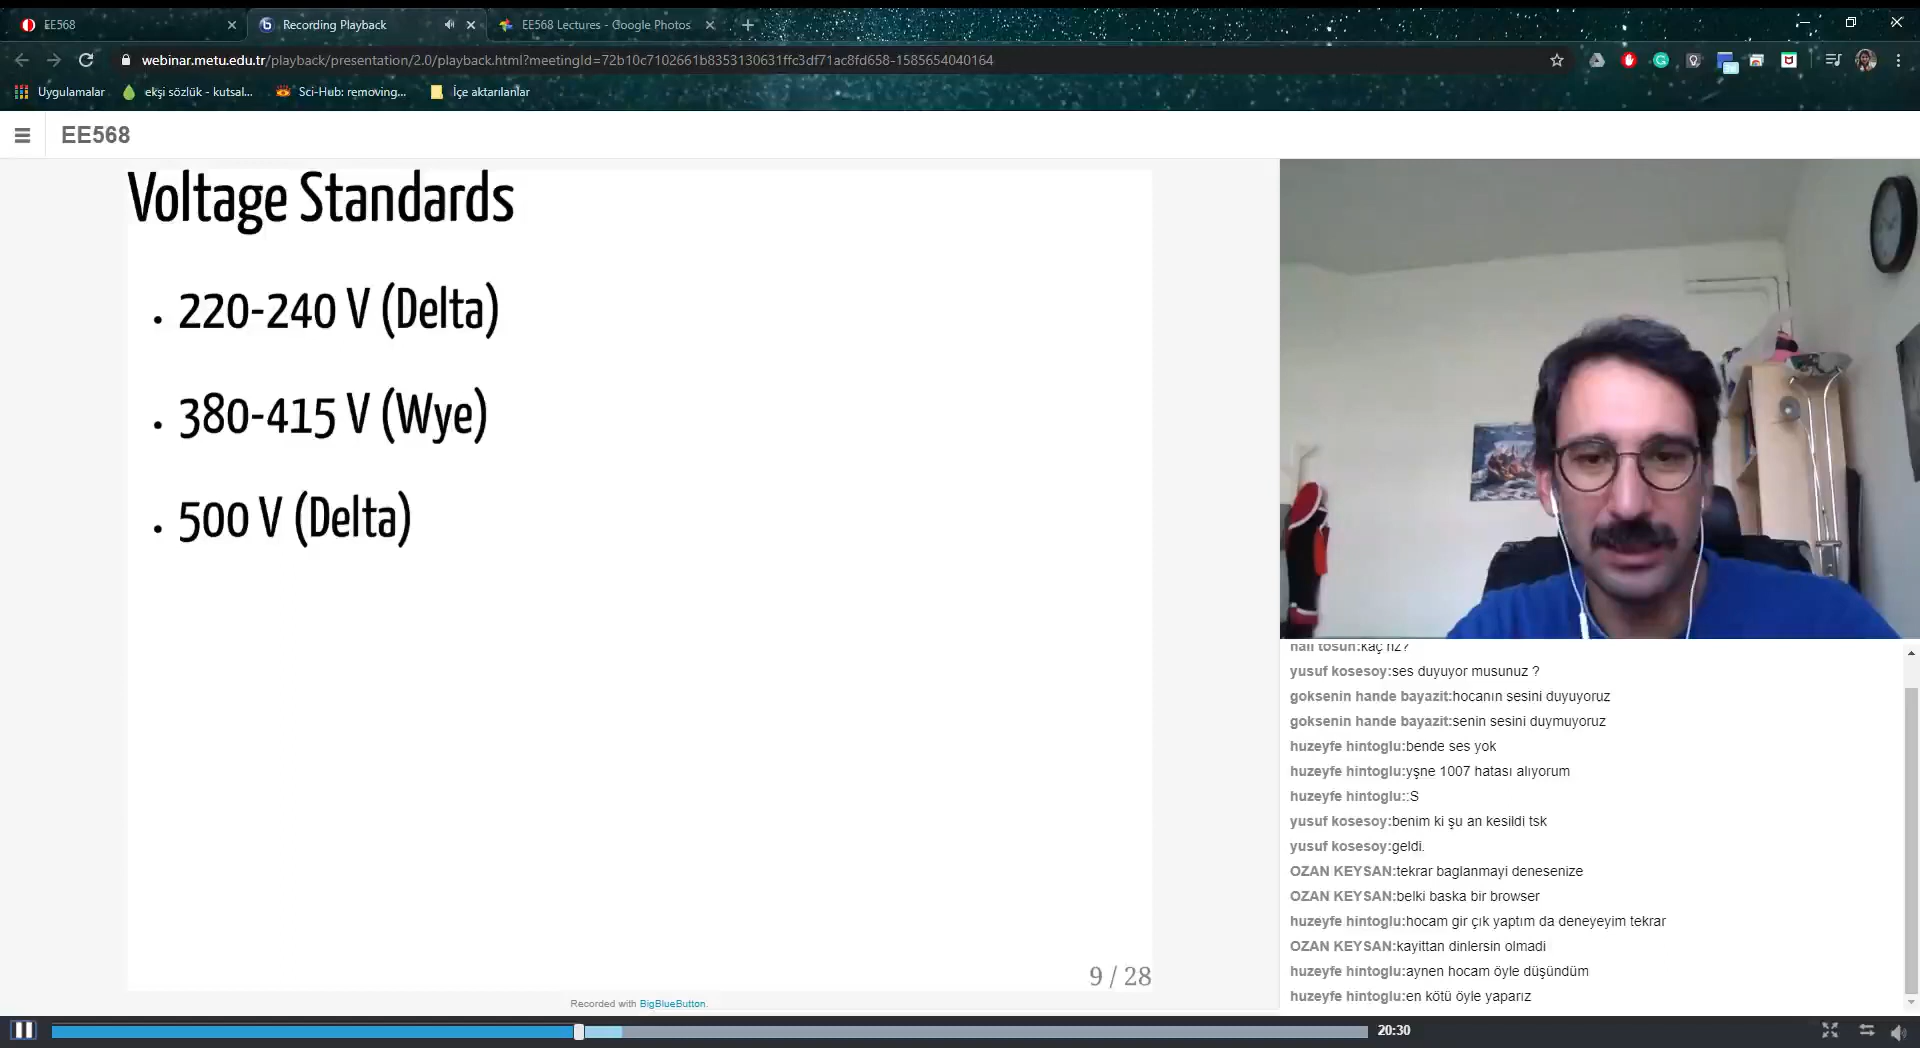 EE568
Recording Playback
EE568 Lectures - Google Photos
webinar.metu.edu.tr/playback/presentation/2.0/playback.html?meetingId=72b10c7102661b8353130631ffc3df71ac8fd658-1585654040164
Uygulamalar
ekşi sözlük - kutsal...
Sci-Hub: removing...
İçe aktarılanlar
EE568
Voltage Standards
• 220-240 V (Delta)
• 380-415 V (Wye)
• 500 V (Delta)
9 / 28
Recorded with BigBlueButton.
halil tosun:kaç hz?
yusuf kosesoy:ses duyuyor musunuz ?
goksenin hande bayazit:hocanın sesini duyuyoruz
goksenin hande bayazit:senin sesini duymuyoruz
huzeyfe hintoglu:bende ses yok
huzeyfe hintoglu:yşne 1007 hatası alıyorum
huzeyfe hintoglu::S
yusuf kosesoy:benim ki şu an kesildi tsk
yusuf kosesoy:geldi.
OZAN KEYSAN:tekrar baglanmayi denesenize
OZAN KEYSAN:belki baska bir browser
huzeyfe hintoglu:hocam gir çık yaptım da deneyeyim tekrar
OZAN KEYSAN:kayittan dinlersin olmadi
huzeyfe hintoglu:aynen hocam öyle düşündüm
huzeyfe hintoglu:en kötü öyle yaparız
20:30